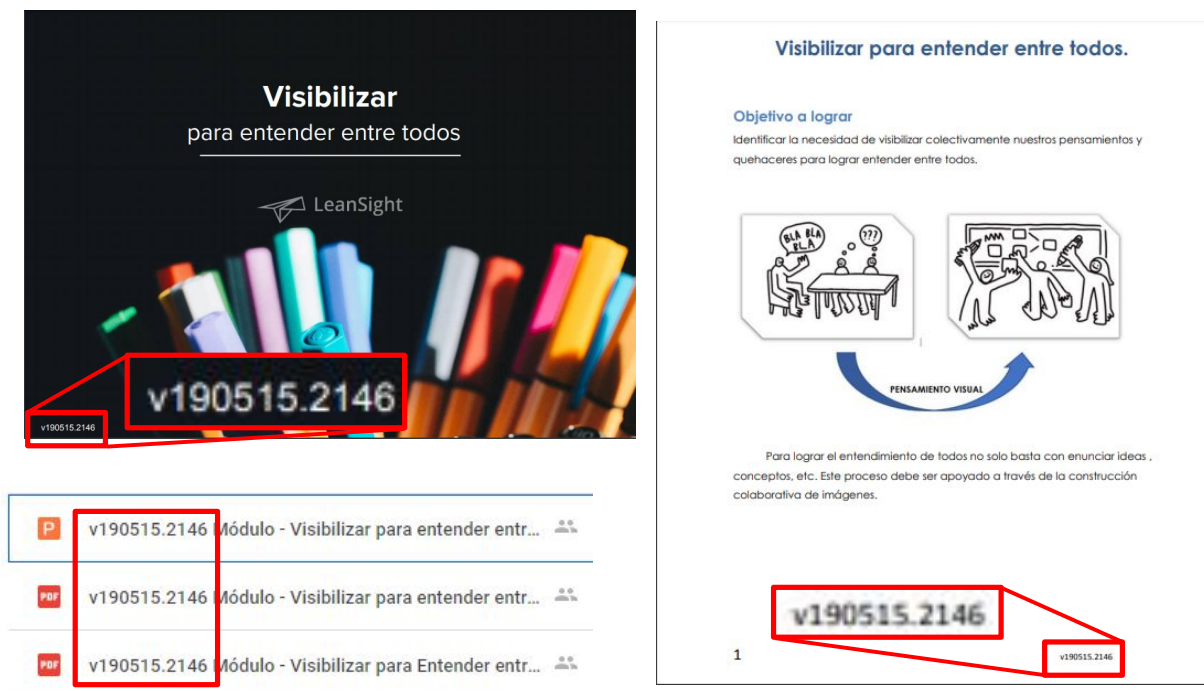 Visibilizar
para entender entre todos
LeanSight
v190515.2146
v190515.2146
v190515.2146 Módulo - Visibilizar para entender entr...
v190515.2146 Módulo - Visibilizar para entender entr...
v190515.2146 Módulo - Visibilizar para Entender entr...
Visibilizar para entender entre todos.
Objetivo a lograr
Identificar la necesidad de visibilizar colectivamente nuestros pensamientos y
quehaceres para lograr entender entre todos.
BLA BLA
BLA
???
PENSAMIENTO VISUAL
Para lograr el entendimiento de todos no solo basta con enunciar ideas ,
conceptos, etc. Este proceso debe ser apoyado a través de la construcción
colaborativa de imágenes.
v190515.2146
1
v190515.2146
P
PDF
PDF